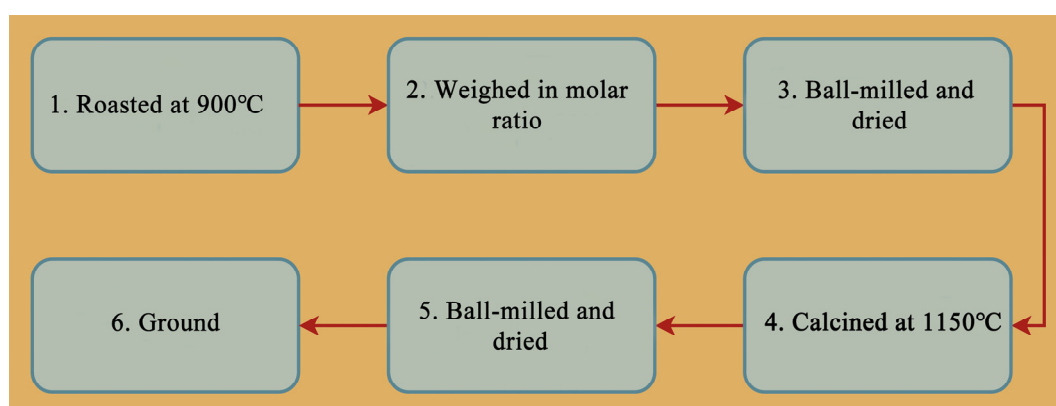 1. Roasted at 900℃
2. Weighed in molar
ratio
3. Ball-milled and
dried
4. Calcined at 1150℃
5. Ball-milled and
dried
6. Ground